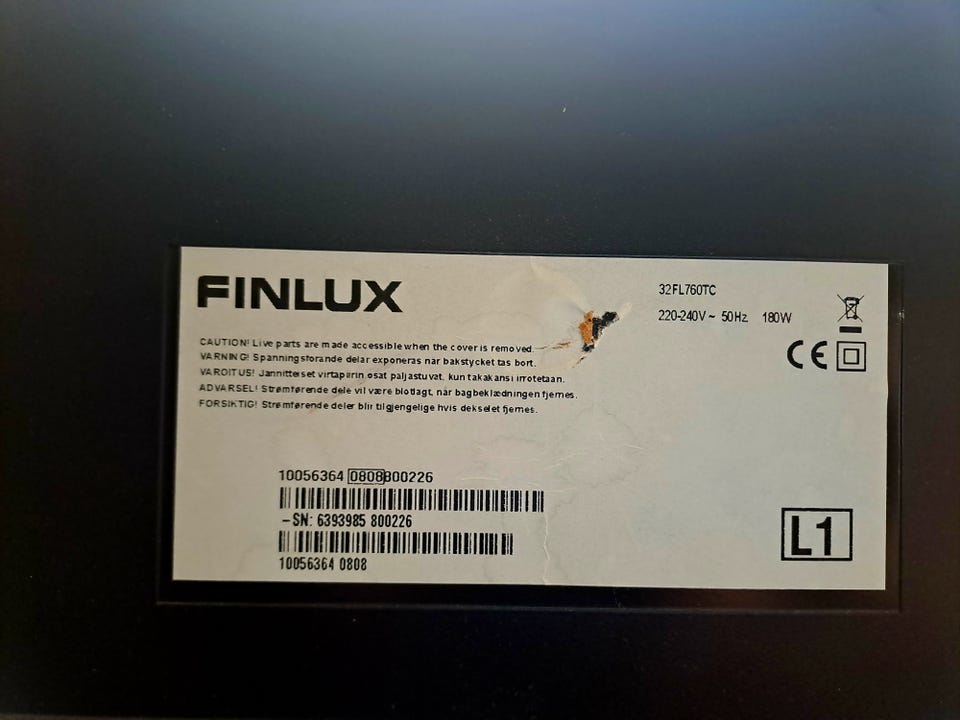 FINLUX
32FL760TC
220-240V ~ 50Hz 180W
CE
CAUTION! Live parts are made accessible when the cover is removed.
VARNING! Spanningsforande delar exponeras nar bakstycket tas bort.
VAROITUS! Jannitteiset virtapiirin osat paljastuvat, kun takakansi irrotetaan.
ADVARSEL! Strømførende dele vil være blotlagt, når bagbeklædningen fjernes.
FORSIKTIG! Strømførende deler blir tilgjengelige hvis dekselet fjernes.
10056364 0808800226
-SN: 6393985 800226
10056364 0808
L1